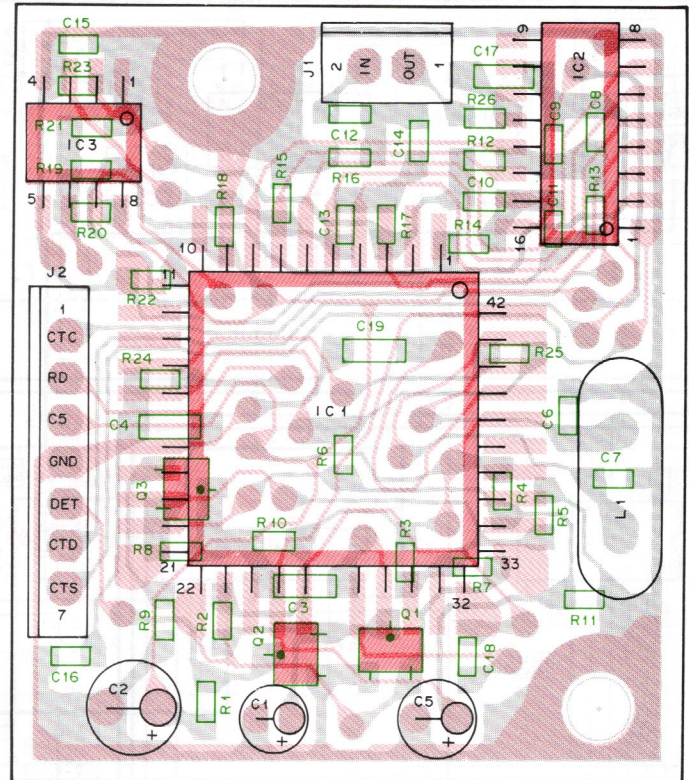 C15
R23
4
1
R21
IC3
R19
5
8
R20
J2
R22
11
10
J1
2
IN
OUT
1
C12
R16
C14
C17
R26
R12
C10
R14
9
8
IC2
C9
C8
C11
R13
16
1
R18
R15
C13
R17
1
42
C19
R25
IC1
R6
1
CTC
RD
C5
GND
DET
CTD
CTS
7
R24
C4
Q3
R8
21
22
R10
C3
R3
R4
R5
R7
33
32
C6
C7
L1
R11
R9
R2
Q2
Q1
C18
C16
C2
+
R1
C1
+
C5
+